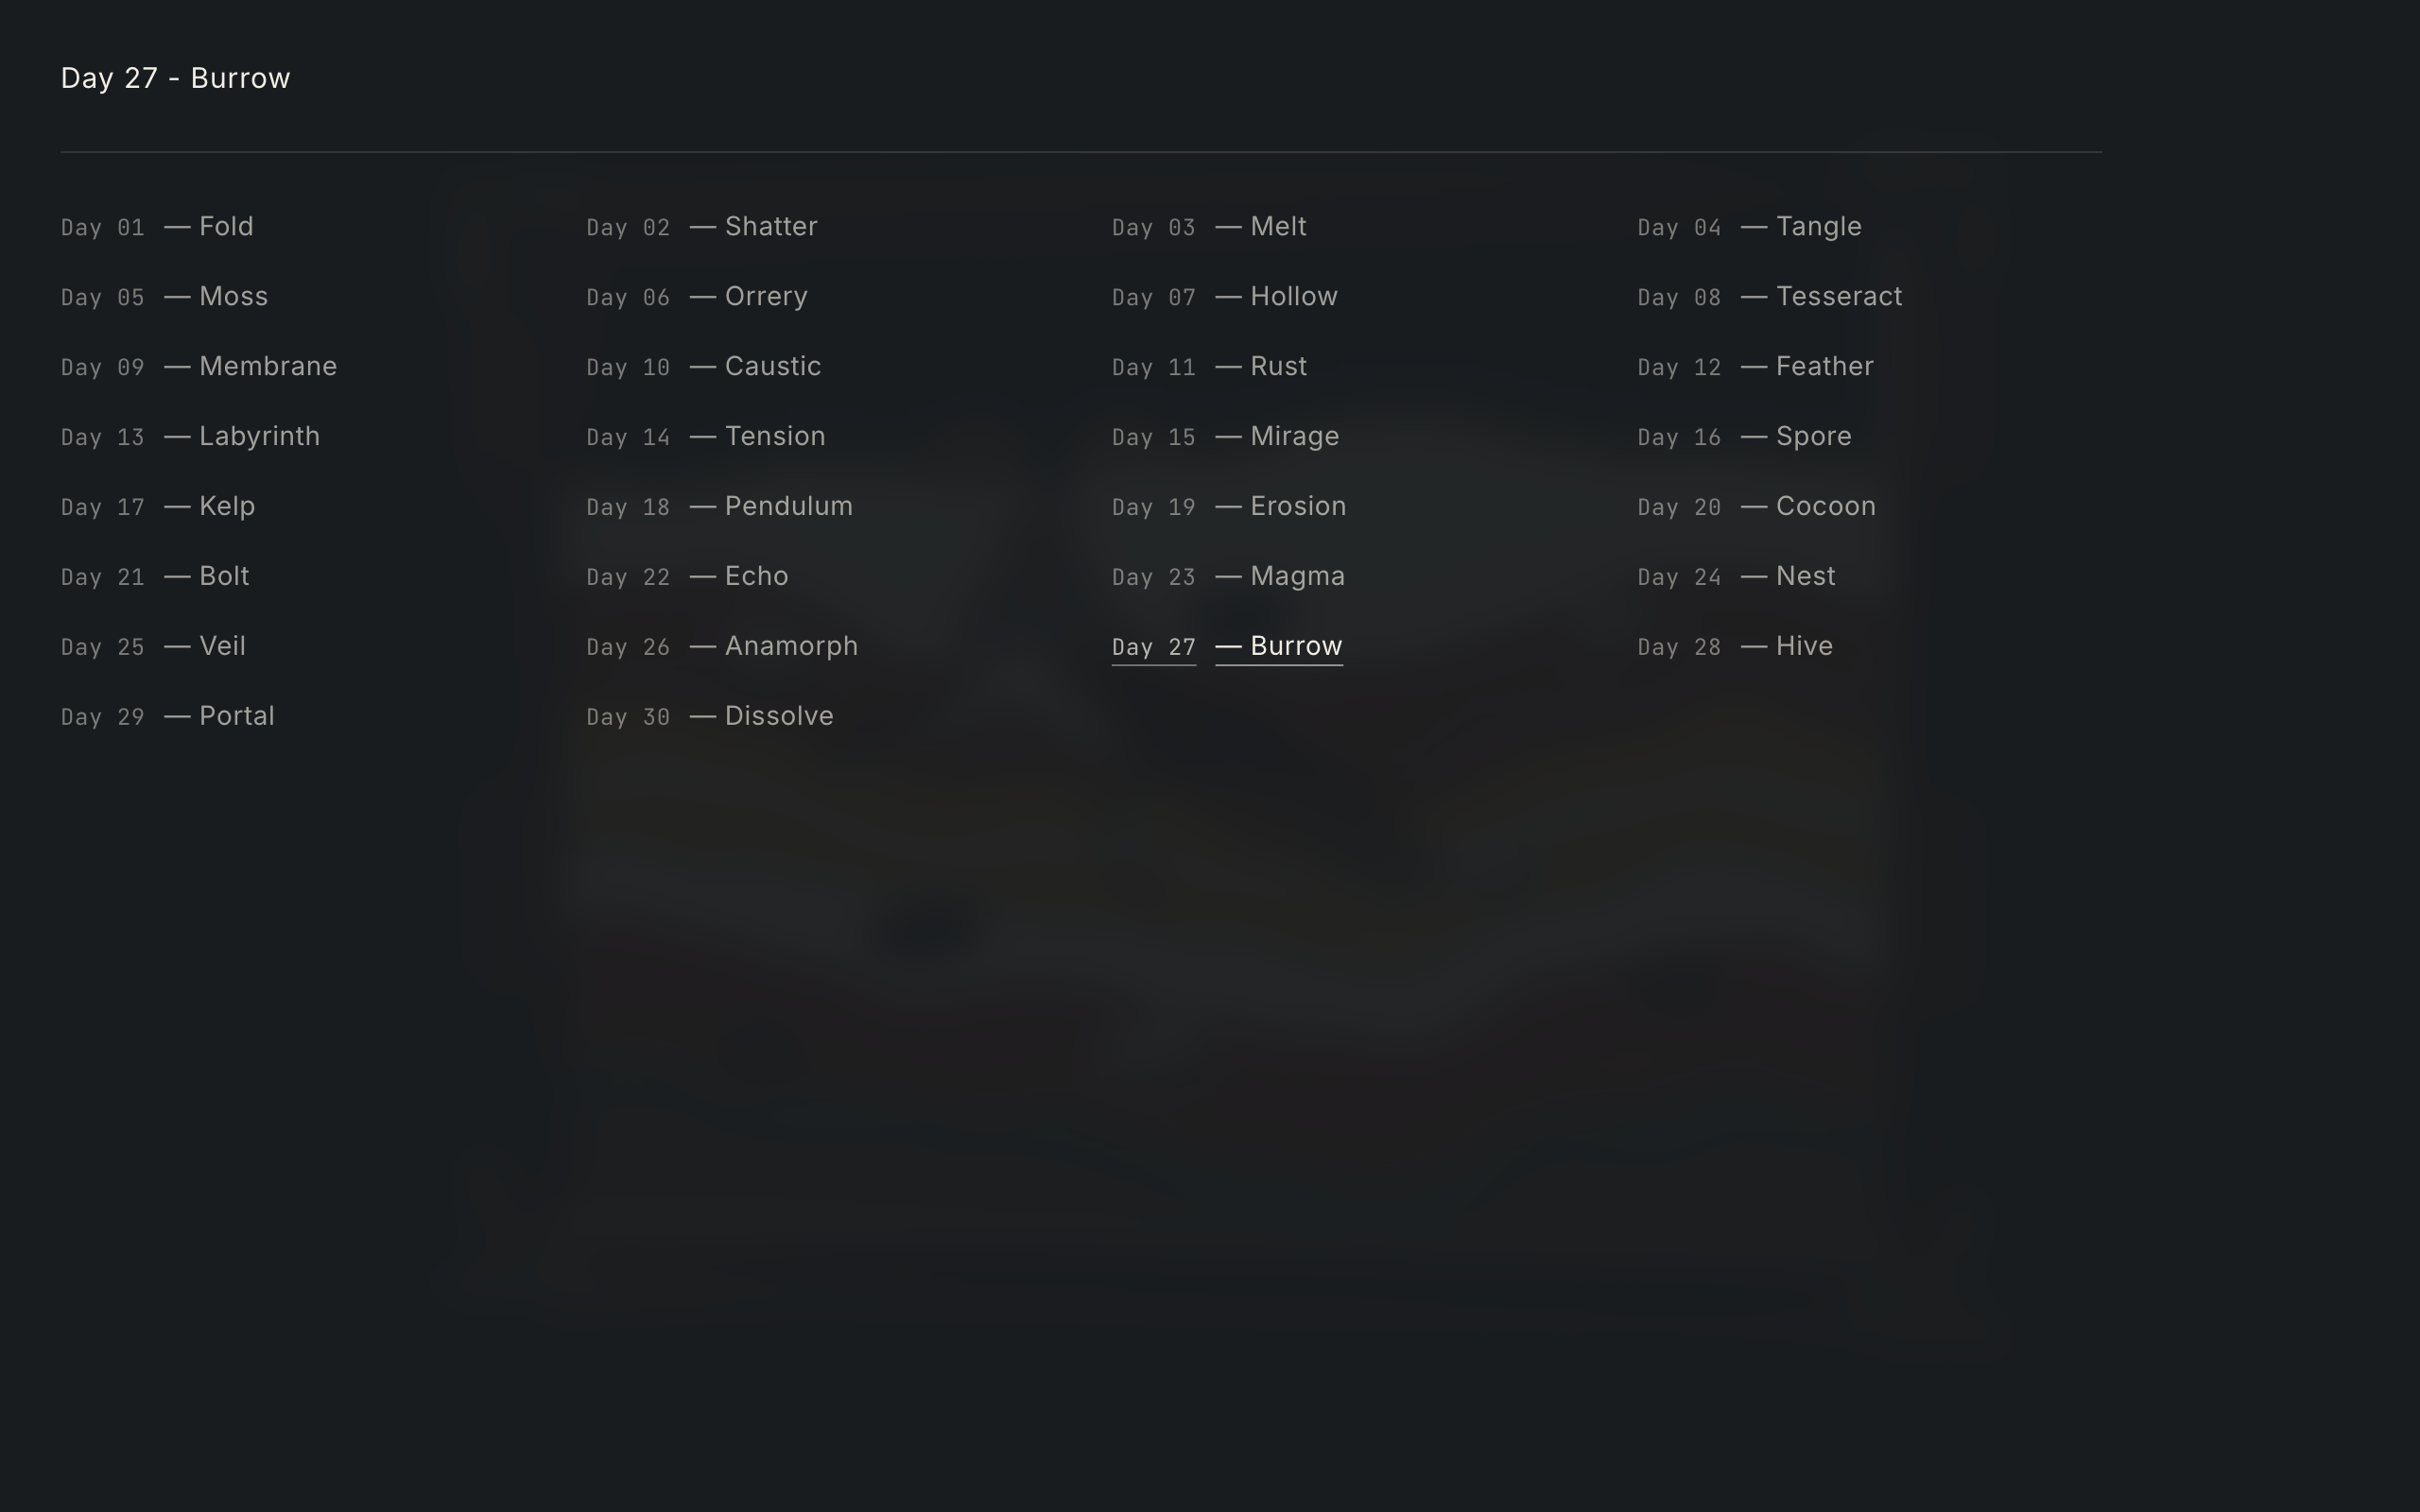 Day 27 - Burrow
Day 01 — Fold
Day 02 — Shatter
Day 03 — Melt
Day 04 — Tangle
Day 05 — Moss
Day 06 — Orrery
Day 07 — Hollow
Day 08 — Tesseract
Day 09 — Membrane
Day 10 — Caustic
Day 11 — Rust
Day 12 — Feather
Day 13 — Labyrinth
Day 14 — Tension
Day 15 — Mirage
Day 16 — Spore
Day 17 — Kelp
Day 18 — Pendulum
Day 19 — Erosion
Day 20 — Cocoon
Day 21 — Bolt
Day 22 — Echo
Day 23 — Magma
Day 24 — Nest
Day 25 — Veil
Day 26 — Anamorph
Day 27 — Burrow
Day 28 — Hive
Day 29 — Portal
Day 30 — Dissolve